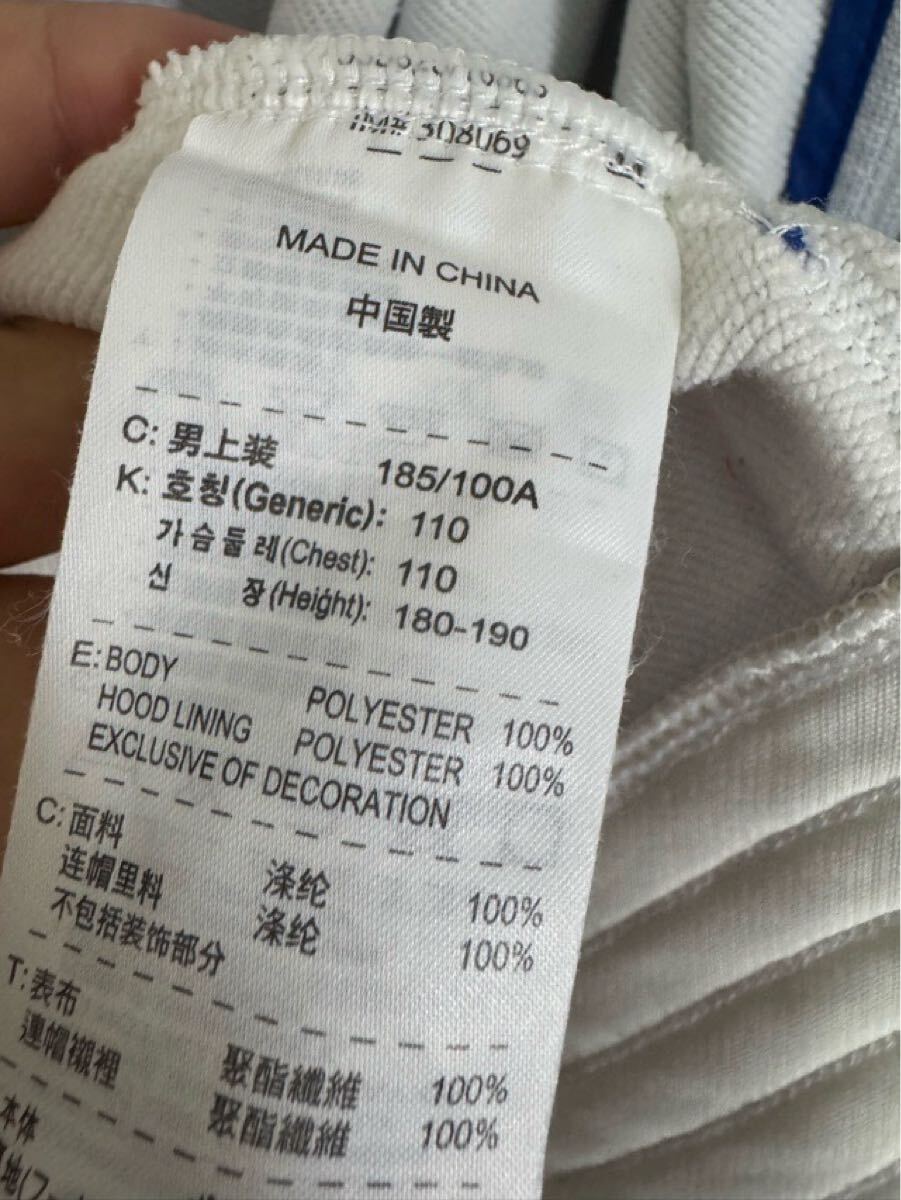 308069
MADE IN CHINA
中国製
C: 男上装 185/100A
K: 호칭(Generic): 110
가슴둘레(Chest): 110
신 장(Height): 180-190
E: BODY POLYESTER 100%
HOOD LINING POLYESTER 100%
EXCLUSIVE OF DECORATION
C: 面料 涤纶 100%
连帽里料 涤纶 100%
不包括装饰部分
T: 表布 聚酯纖維 100%
連帽襯裡 聚酯纖維 100%
本体